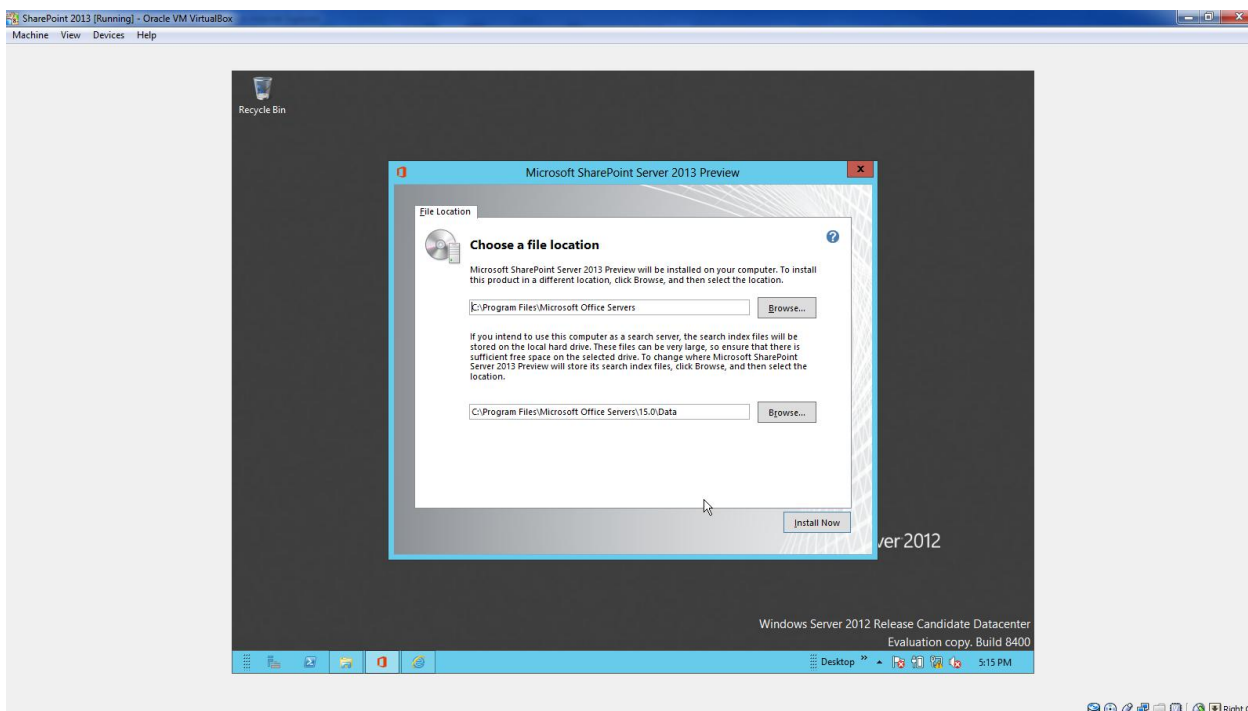 SharePoint 2013 [Running] - Oracle VM VirtualBox
Machine View Devices Help
Recycle Bin
Microsoft SharePoint Server 2013 Preview
File Location
Choose a file location
Microsoft SharePoint Server 2013 Preview will be installed on your computer. To install
this product in a different location, click Browse, and then select the location.
C:\Program Files\Microsoft Office Servers
Browse...
If you intend to use this computer as a search server, the search index files will be
stored on the local hard drive. These files can be very large, so ensure that there is
sufficient free space on the selected drive. To change where Microsoft SharePoint
Server 2013 Preview will store its search index files, click Browse, and then select the
location.
C:\Program Files\Microsoft Office Servers\15.0\Data
Browse...
Install Now
ver 2012
Windows Server 2012 Release Candidate Datacenter
Evaluation copy. Build 8400
Desktop
5:15 PM
Right C